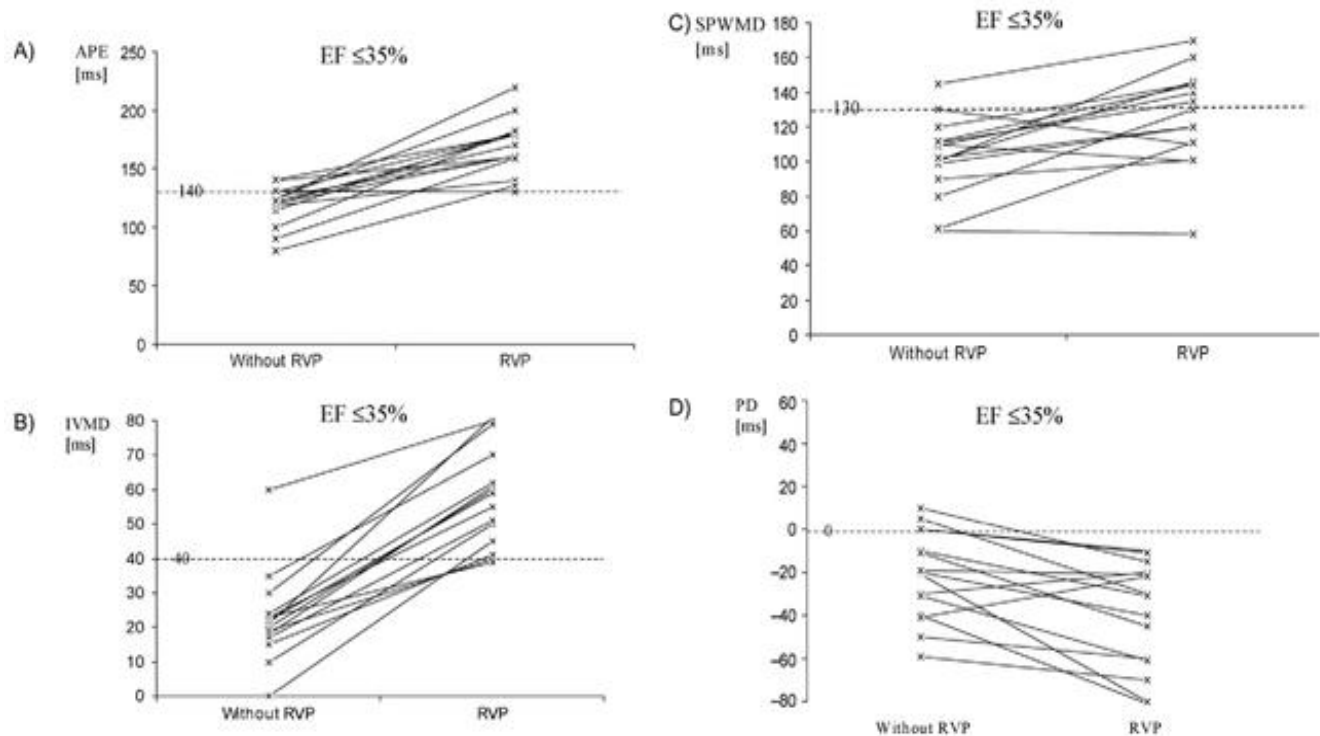 A)
APE
[ms]
EF ≤35%
250
200
150
140
100
50
0
Without RVP
RVP
B)
IVMD
[ms]
EF ≤35%
80
70
60
50
40
40
30
20
10
0
Without RVP
RVP
C)
SPWMD
[ms]
EF ≤35%
180
160
140
130
120
100
80
60
40
20
0
Without RVP
RVP
D)
PD
[ms]
EF ≤35%
60
40
20
0
0
−20
−40
−60
−80
Without RVP
RVP